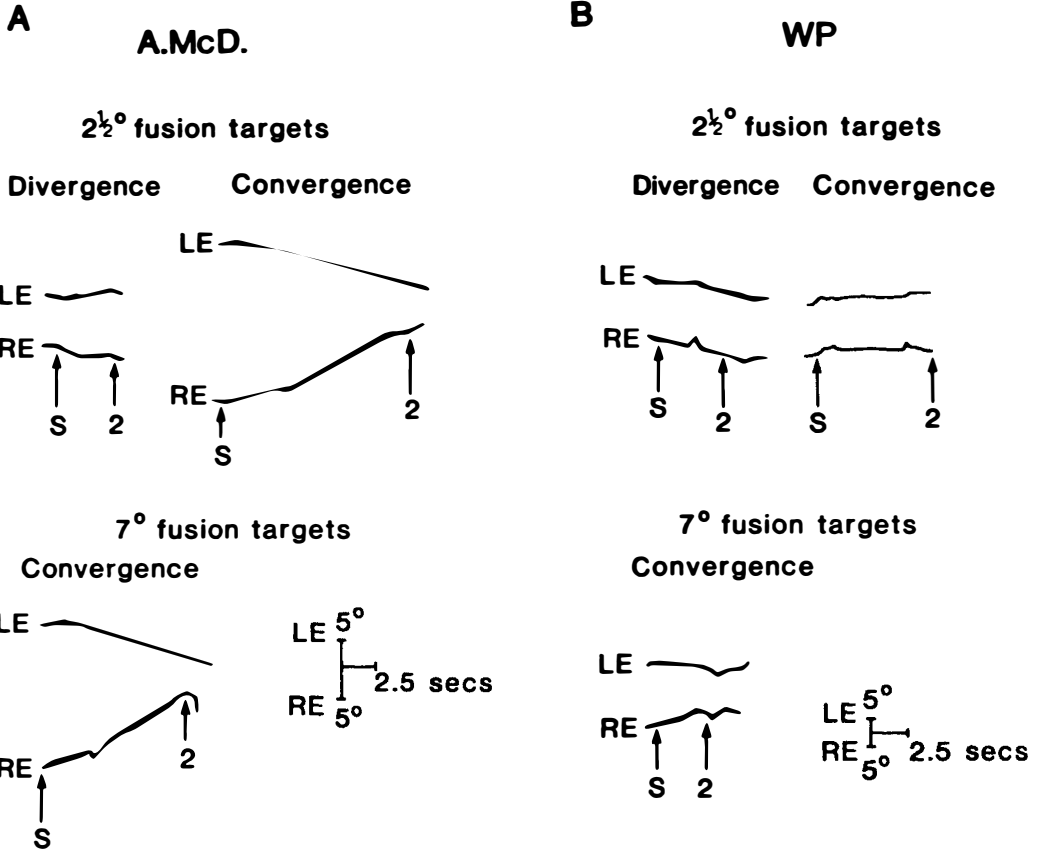 A
A.McD.
2½° fusion targets
Divergence Convergence
LE
LE
RE
RE
S 2
S
2
7° fusion targets
Convergence
LE
RE
S
2
LE 5°
2.5 secs
RE 5°
B
WP
2½° fusion targets
Divergence Convergence
LE
RE
S 2
S 2
7° fusion targets
Convergence
LE
RE
S 2
LE 5°
2.5 secs
RE 5°